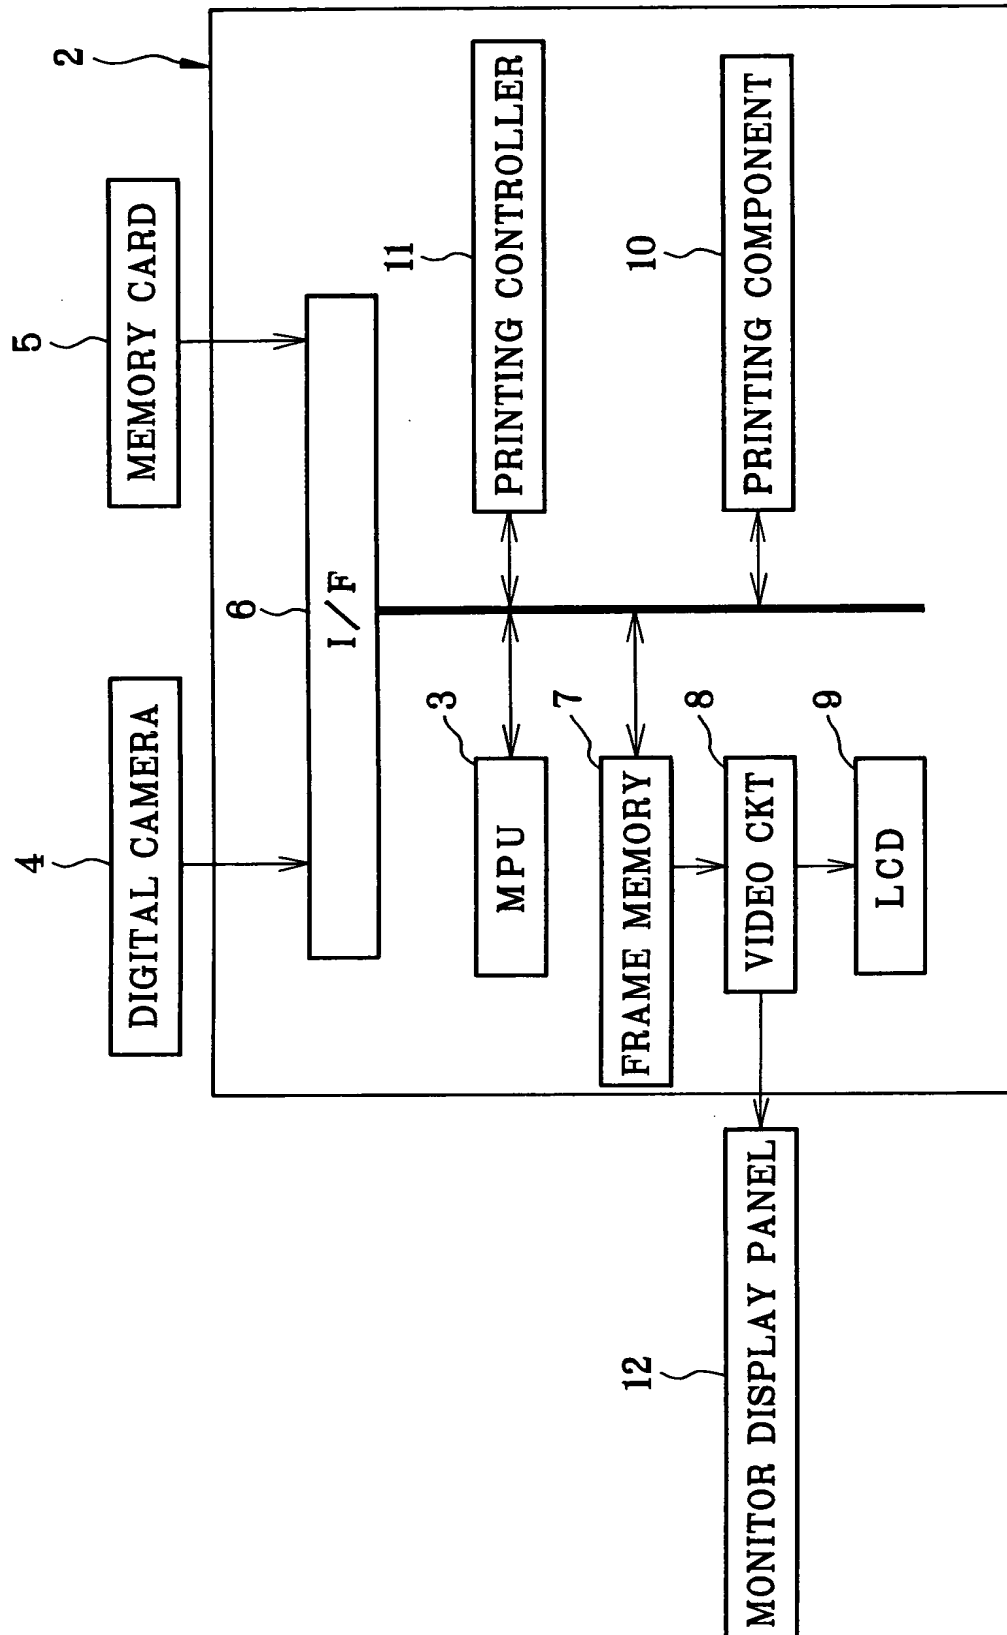 2
5
MEMORY CARD
4
DIGITAL CAMERA
6
I/F
11
PRINTING CONTROLLER
3
MPU
10
PRINTING COMPONENT
7
FRAME MEMORY
8
VIDEO CKT
9
LCD
12
MONITOR DISPLAY PANEL